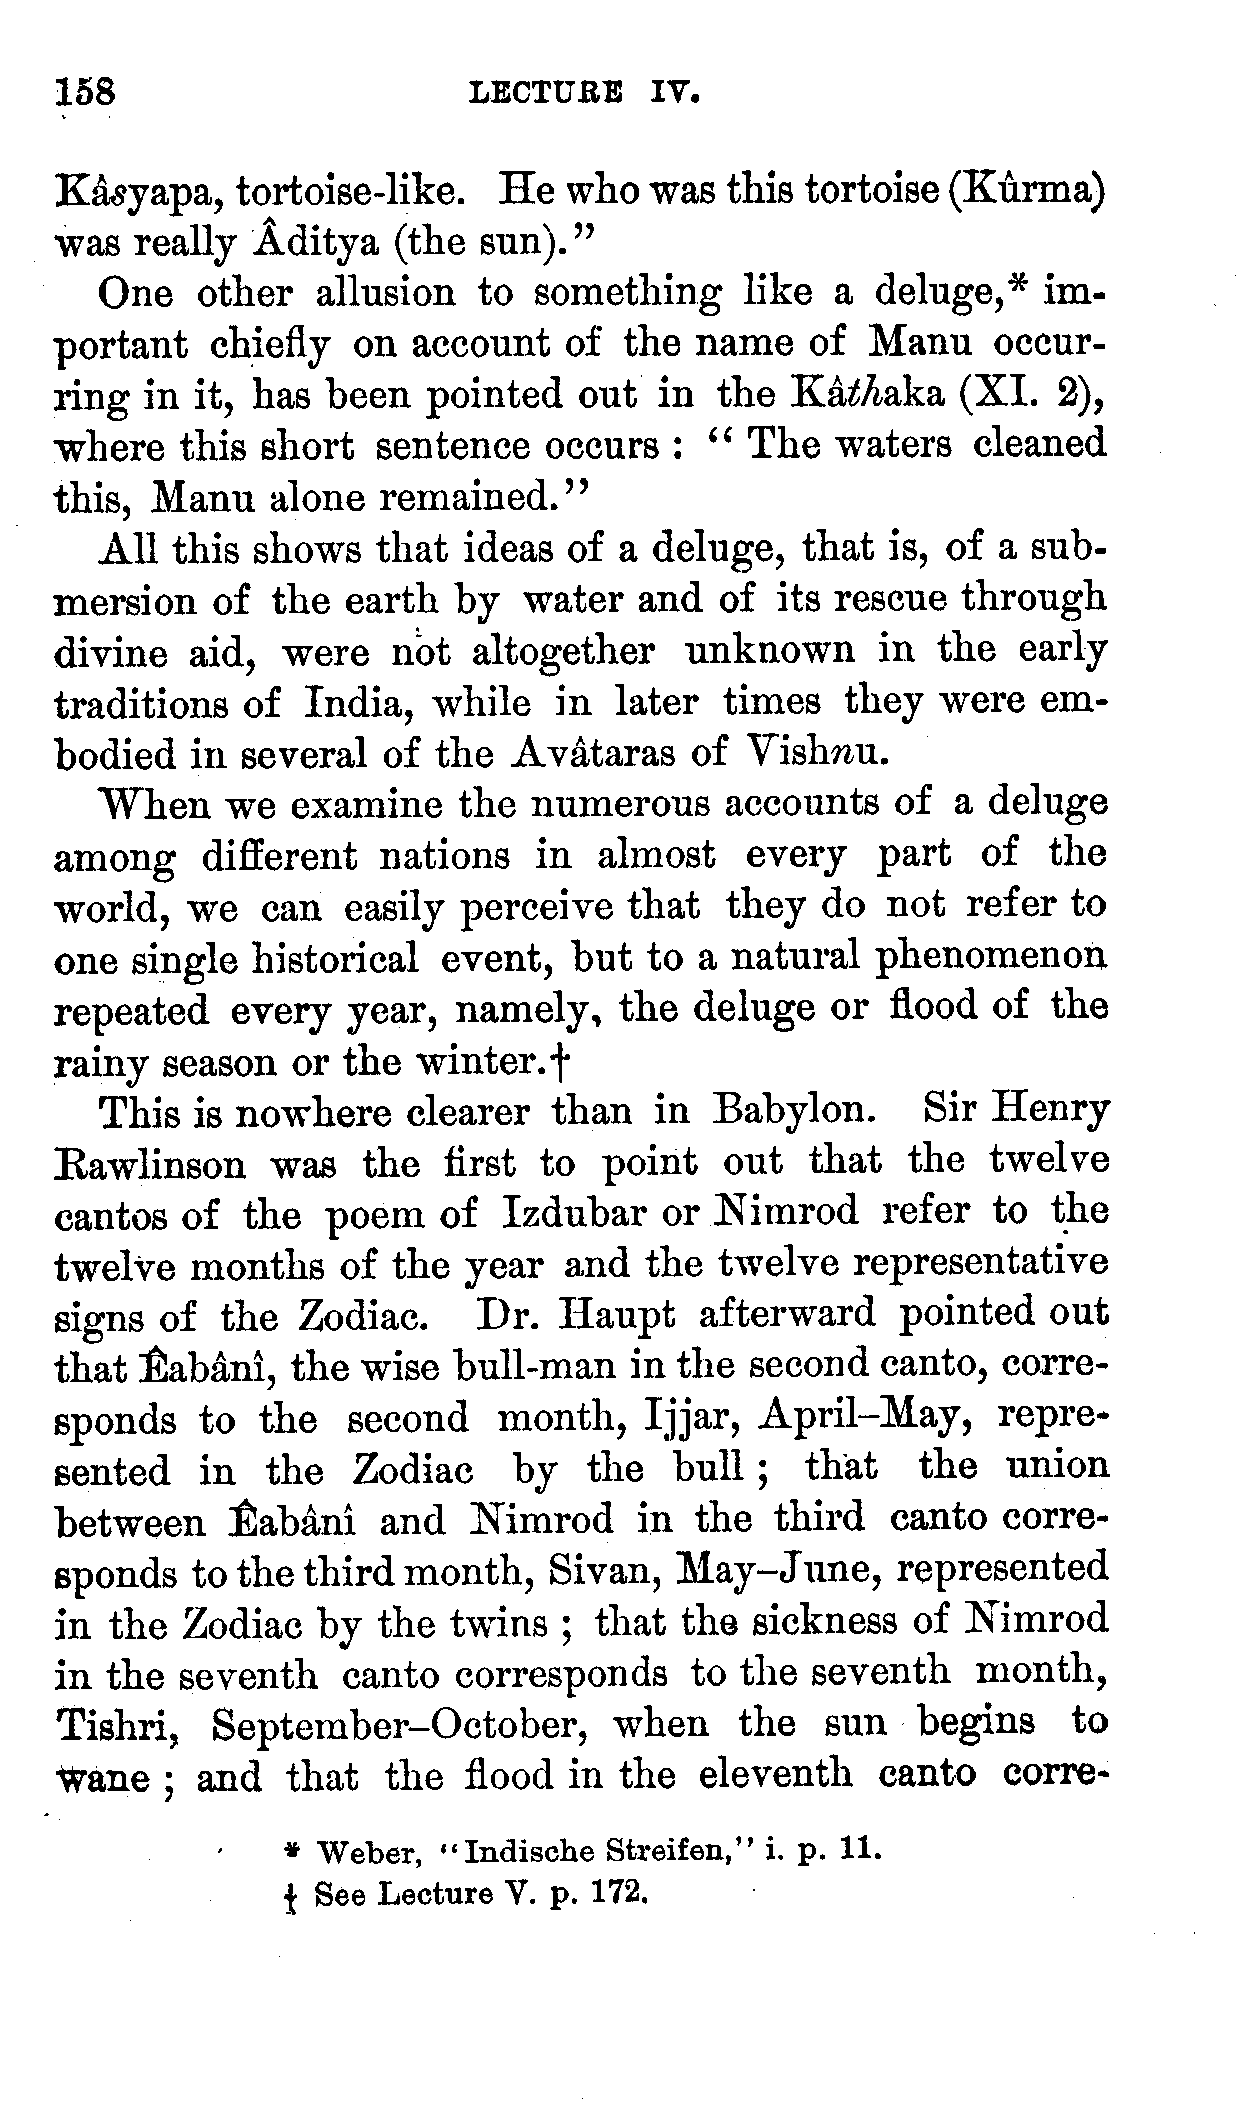 158 LECTURE IV.
Kâsyapa, tortoise-like. He who was this tortoise (Kûrma)
was really Âditya (the sun)."
One other allusion to something like a deluge,* im-
portant chiefly on account of the name of Manu occur-
ring in it, has been pointed out in the Kâthaka (XI. 2),
where this short sentence occurs : "The waters cleaned
this, Manu alone remained."
All this shows that ideas of a deluge, that is, of a sub-
mersion of the earth by water and of its rescue through
divine aid, were not altogether unknown in the early
traditions of India, while in later times they were em-
bodied in several of the Avâtaras of Vishnu.
When we examine the numerous accounts of a deluge
among different nations in almost every part of the
world, we can easily perceive that they do not refer to
one single historical event, but to a natural phenomenon
repeated every year, namely, the deluge or flood of the
rainy season or the winter.†
This is nowhere clearer than in Babylon. Sir Henry
Rawlinson was the first to point out that the twelve
cantos of the poem of Izdubar or Nimrod refer to the
twelve months of the year and the twelve representative
signs of the Zodiac. Dr. Haupt afterward pointed out
that Êabânî, the wise bull-man in the second canto, corre-
sponds to the second month, Ijjar, April–May, repre-
sented in the Zodiac by the bull ; that the union
between Êabânî and Nimrod in the third canto corre-
sponds to the third month, Sivan, May–June, represented
in the Zodiac by the twins ; that the sickness of Nimrod
in the seventh canto corresponds to the seventh month,
Tishri, September–October, when the sun begins to
wane ; and that the flood in the eleventh canto corre-
* Weber, "Indische Streifen," i. p. 11.
‡ See Lecture V. p. 172.